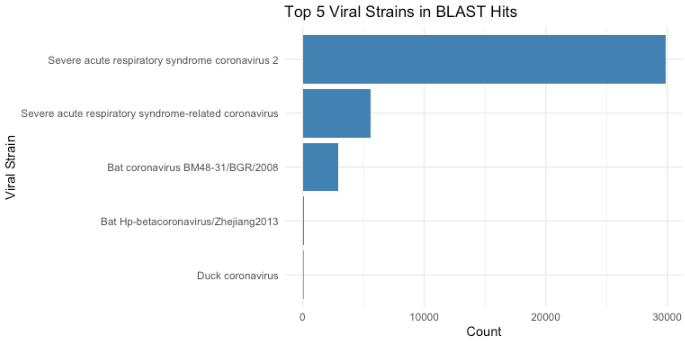 Top 5 Viral Strains in BLAST Hits
Viral Strain
Severe acute respiratory syndrome coronavirus 2
Severe acute respiratory syndrome-related coronavirus
Bat coronavirus BM48-31/BGR/2008
Bat Hp-betacoronavirus/Zhejiang2013
Duck coronavirus
0 10000 20000 30000
Count